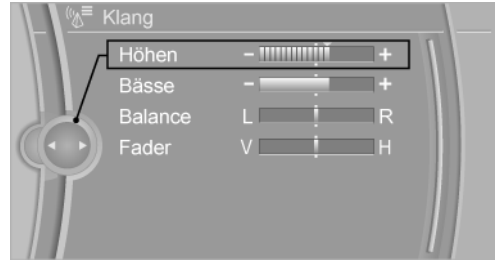 Klang
Höhen - +
Bässe - +
Balance L R
Fader V H